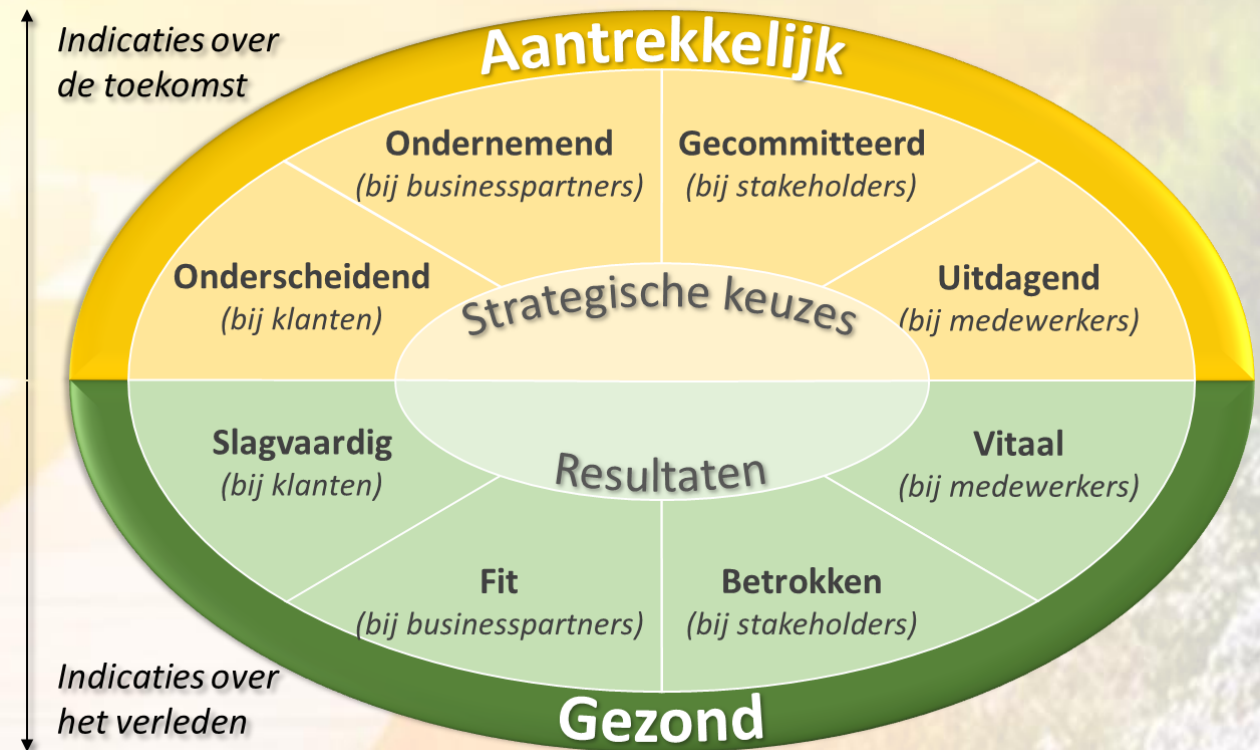 Indicaties over
de toekomst
Aantrekkelijk
Ondernemend
(bij businesspartners)
Gecommitteerd
(bij stakeholders)
Onderscheidend
(bij klanten)
Strategische keuzes
Uitdagend
(bij medewerkers)
Slagvaardig
(bij klanten)
Resultaten
Vitaal
(bij medewerkers)
Fit
(bij businesspartners)
Betrokken
(bij stakeholders)
Indicaties over
het verleden
Gezond